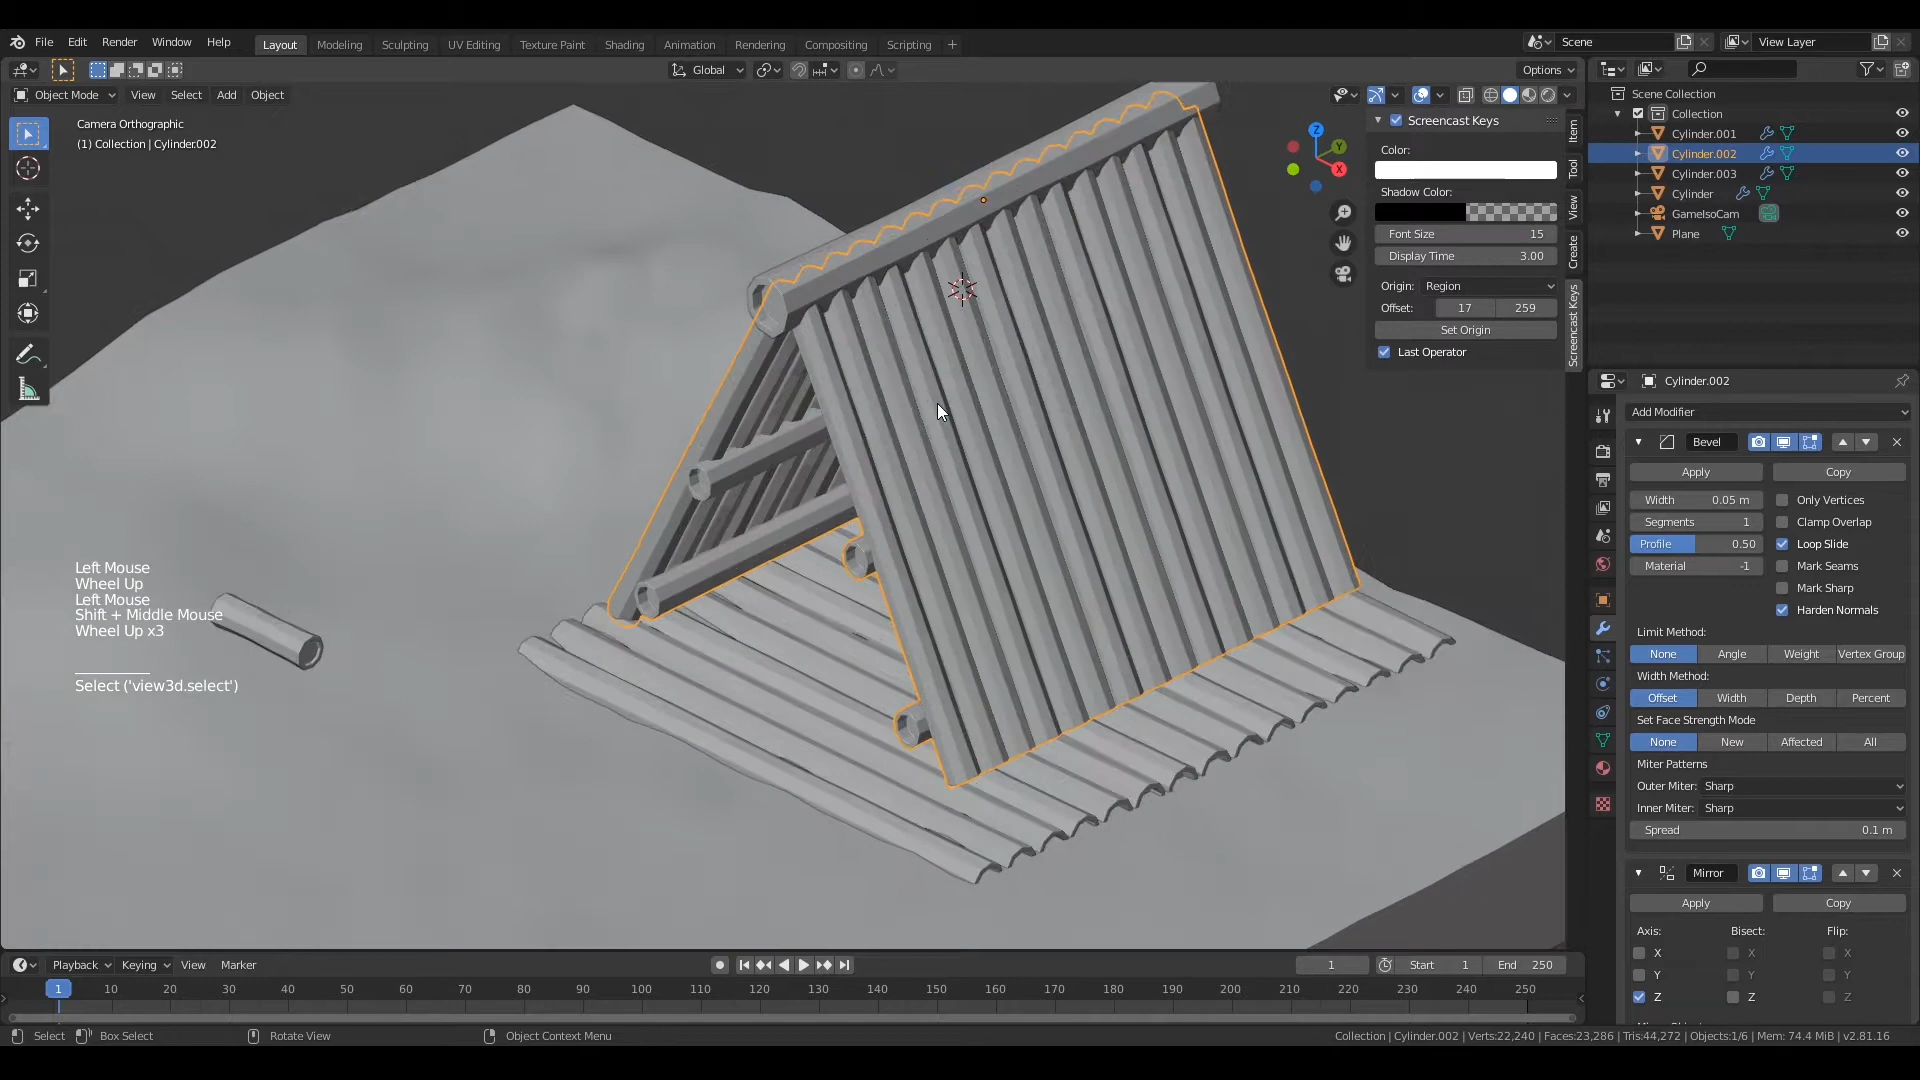 File Edit Render Window Help
Layout Modeling Sculpting UV Editing Texture Paint Shading Animation Rendering Compositing Scripting +
Scene
View Layer
Global
Options
Object Mode View Select Add Object
Camera Orthographic
(1) Collection | Cylinder.002
Z
Y
X
Screencast Keys
Color:
Shadow Color:
Font Size 15
Display Time 3.00
Origin: Region
Offset: 17 259
Set Origin
Last Operator
Item
Tool
View
Create
Screencast Keys
Scene Collection
Collection
Cylinder.001
Cylinder.002
Cylinder.003
Cylinder
GameIsoCam
Plane
Cylinder.002
Add Modifier
Bevel
Apply Copy
Width 0.05 m Only Vertices
Segments 1 Clamp Overlap
Profile 0.50 Loop Slide
Material -1 Mark Seams
Mark Sharp
Harden Normals
Limit Method:
None Angle Weight Vertex Group
Width Method:
Offset Width Depth Percent
Set Face Strength Mode
None New Affected All
Miter Patterns
Outer Miter: Sharp
Inner Miter: Sharp
Spread 0.1 m
Mirror
Apply Copy
Axis: Bisect: Flip:
X X X
Y Y Y
Z Z Z
Left Mouse
Wheel Up
Left Mouse
Shift + Middle Mouse
Wheel Up x3
Select ('view3d.select')
Playback Keying View Marker
1 Start 1 End 250
1 10 20 30 40 50 60 70 80 90 100 110 120 130 140 150 160 170 180 190 200 210 220 230 240 250
Select Box Select Rotate View Object Context Menu
Collection | Cylinder.002 | Verts:22,240 | Faces:23,286 | Tris:44,272 | Objects:1/6 | Mem: 74.4 MiB | v2.81.16